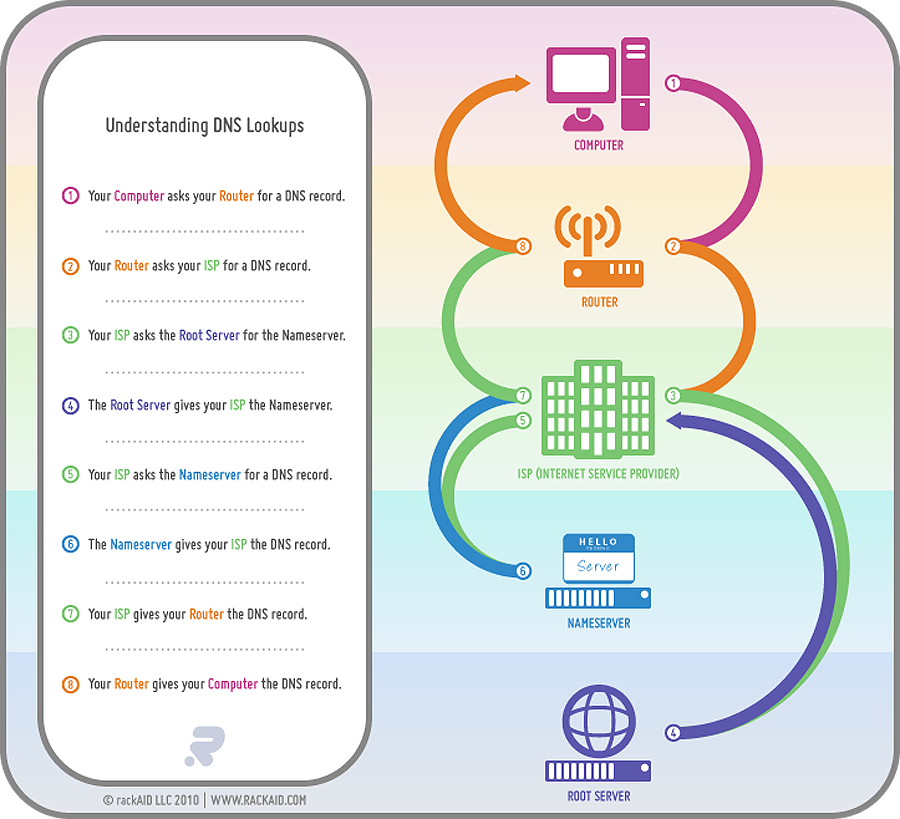 Understanding DNS Lookups
1 Your Computer asks your Router for a DNS record.
2 Your Router asks your ISP for a DNS record.
3 Your ISP asks the Root Server for the Nameserver.
4 The Root Server gives your ISP the Nameserver.
5 Your ISP asks the Nameserver for a DNS record.
6 The Nameserver gives your ISP the DNS record.
7 Your ISP gives your Router the DNS record.
8 Your Router gives your Computer the DNS record.
© rackAID LLC 2010 | WWW.RACKAID.COM
1
COMPUTER
8
2
ROUTER
7
3
5
ISP (INTERNET SERVICE PROVIDER)
HELLO
Server
6
NAMESERVER
4
ROOT SERVER